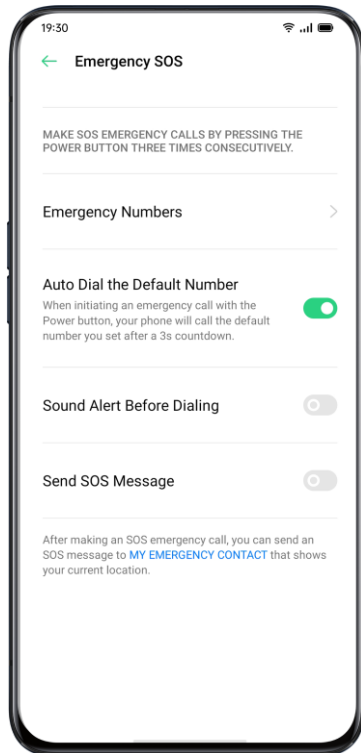 19:30
Emergency SOS
MAKE SOS EMERGENCY CALLS BY PRESSING THE
POWER BUTTON THREE TIMES CONSECUTIVELY.
Emergency Numbers
Auto Dial the Default Number
When initiating an emergency call with the
Power button, your phone will call the default
number you set after a 3s countdown.
Sound Alert Before Dialing
Send SOS Message
After making an SOS emergency call, you can send an
SOS message to MY EMERGENCY CONTACT that shows
your current location.